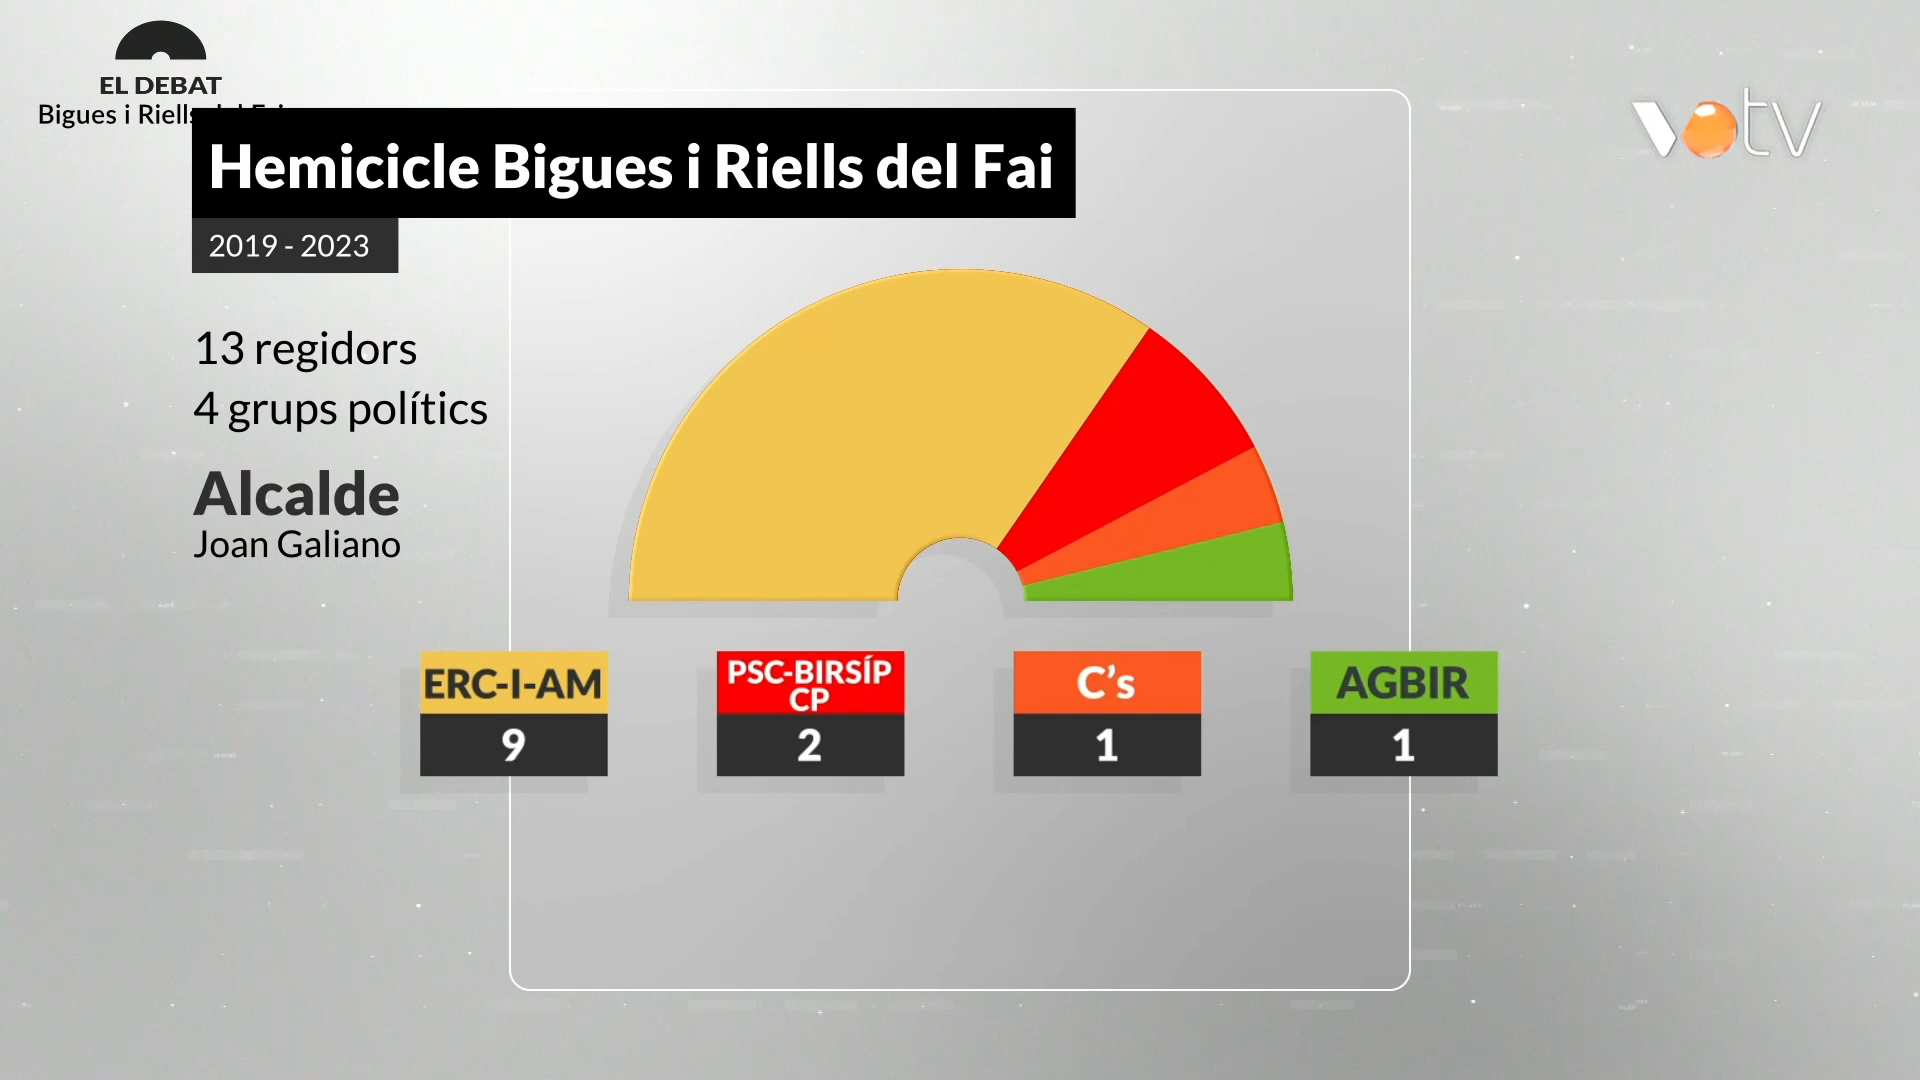 EL DEBAT
Bigues i Riells
Hemicicle Bigues i Riells del Fai
2019 - 2023
votv
13 regidors
4 grups polítics
Alcalde
Joan Galiano
ERC-I-AM
9
PSC-BIRSÍP
CP
2
C's
1
AGBIR
1